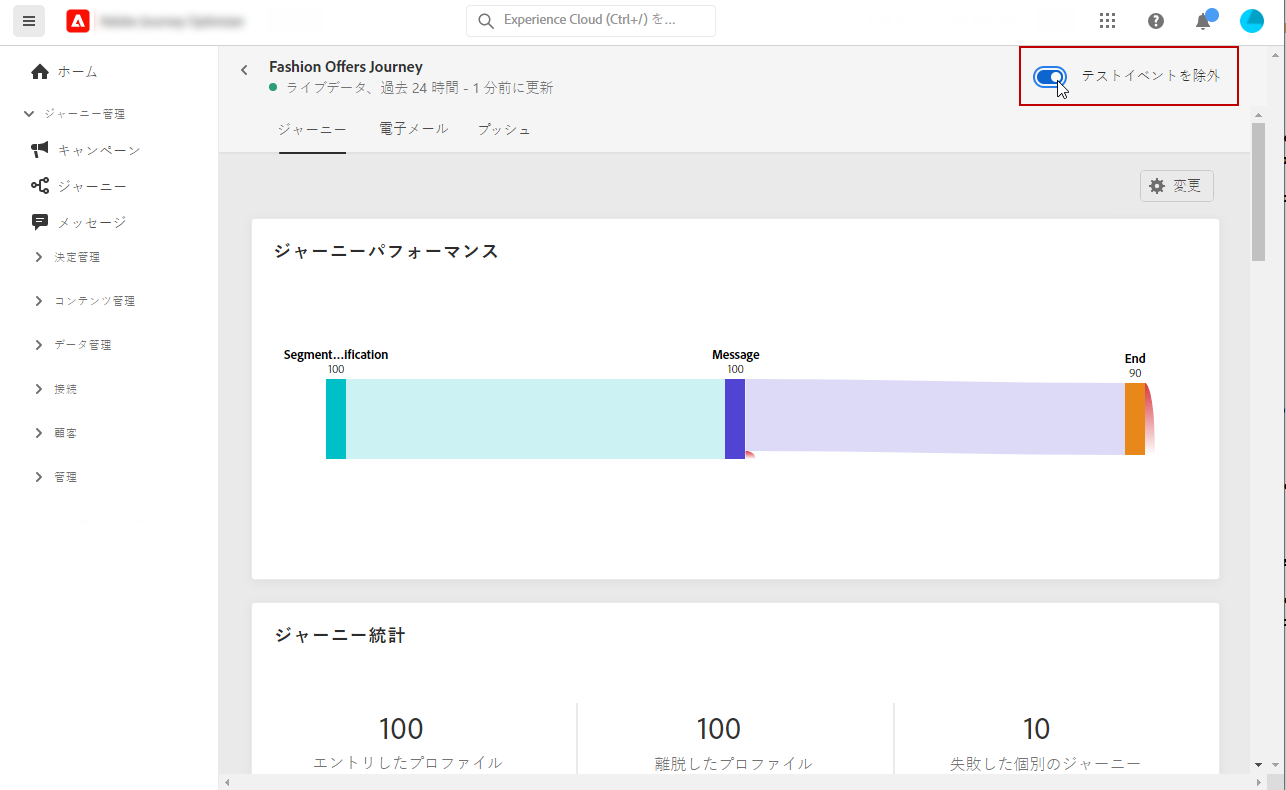 Experience Cloud (Ctrl+/) を...
ホーム
ジャーニー管理
キャンペーン
ジャーニー
メッセージ
決定管理
コンテンツ管理
データ管理
接続
顧客
管理
Fashion Offers Journey
ライブデータ、過去 24 時間 - 1 分前に更新
テストイベントを除外
ジャーニー 電子メール プッシュ
変更
ジャーニーパフォーマンス
Segment...ification
100
Message
100
End
90
ジャーニー統計
100
エントリしたプロファイル
100
離脱したプロファイル
10
失敗した個別のジャーニー